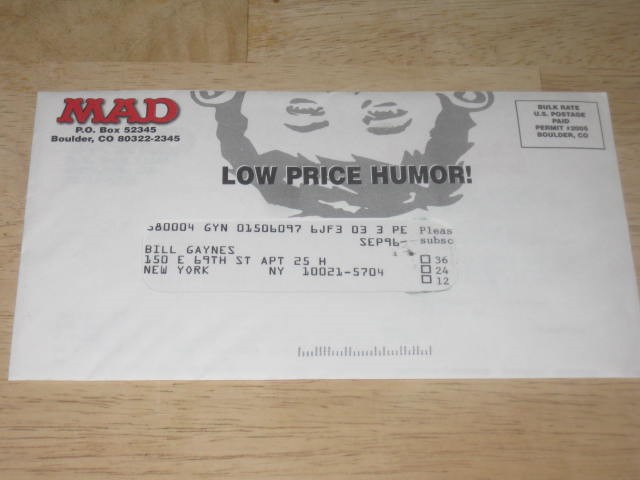 MAD
P.O. Box 52345
Boulder, CO 80322-2345
BULK RATE
U.S. POSTAGE
PAID
PERMIT #2005
BOULDER, CO
LOW PRICE HUMOR!
380004 GYN 01506097 6JF3 03 3 PE
SEP96-
BILL GAYNES
150 E 69TH ST APT 25 H
NEW YORK NY 10021-5704
Pleas
subsc
36
24
12